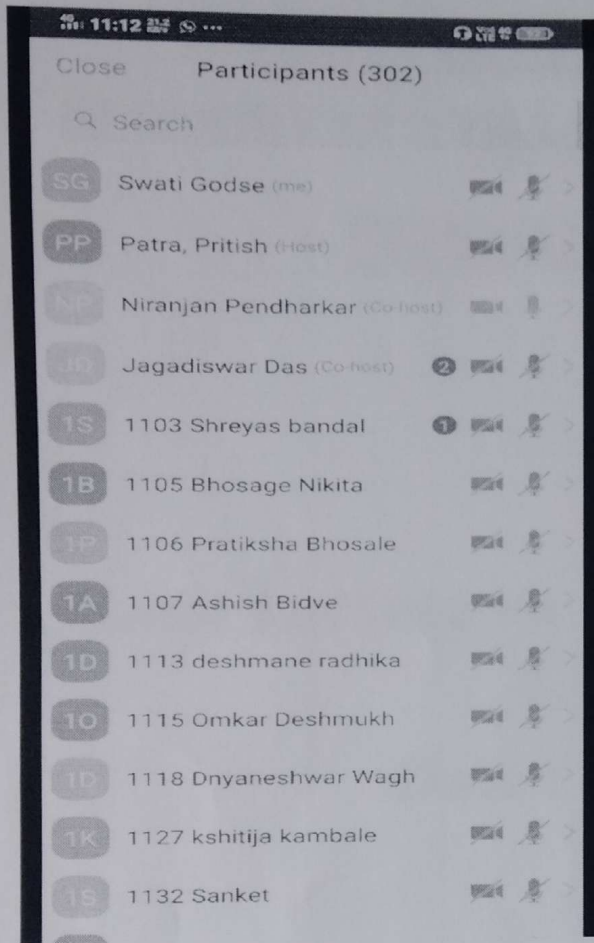 4G 11:12 ...
Close Participants (302)
Search
SG Swati Godse (me)
PP Patra, Pritish (Host)
NP Niranjan Pendharkar (Co-host)
JD Jagadiswar Das (Co-host) 2
1S 1103 Shreyas bandal 1
1B 1105 Bhosage Nikita
1P 1106 Pratiksha Bhosale
1A 1107 Ashish Bidve
1D 1113 deshmane radhika
1O 1115 Omkar Deshmukh
1D 1118 Dnyaneshwar Wagh
1K 1127 kshitija kambale
1S 1132 Sanket